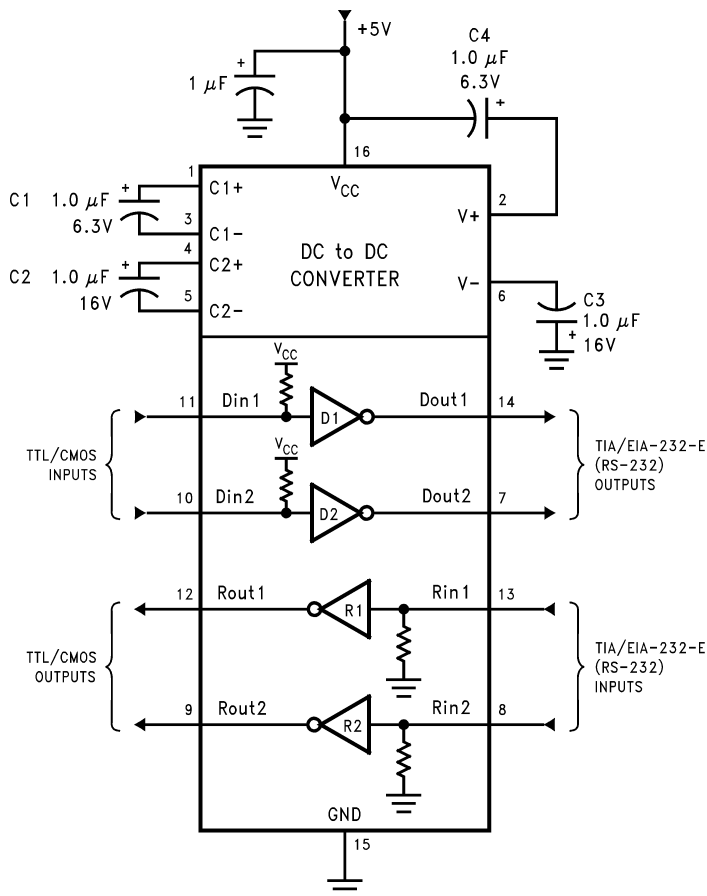 +5V
C4
1.0 μF
6.3V
+
+
1 μF
16
1
VCC
2
C1 1.0 μF
6.3V
+
C1+
3
C1-
V+
4
C2 1.0 μF
16V
+
C2+
5
C2-
DC to DC
CONVERTER
V-
6
C3
1.0 μF
+
16V
VCC
11
Din1
D1
Dout1
14
VCC
TTL/CMOS
INPUTS
TIA/EIA-232-E
(RS-232)
OUTPUTS
10
Din2
D2
Dout2
7
12
Rout1
R1
Rin1
13
TTL/CMOS
OUTPUTS
TIA/EIA-232-E
(RS-232)
INPUTS
9
Rout2
R2
Rin2
8
GND
15